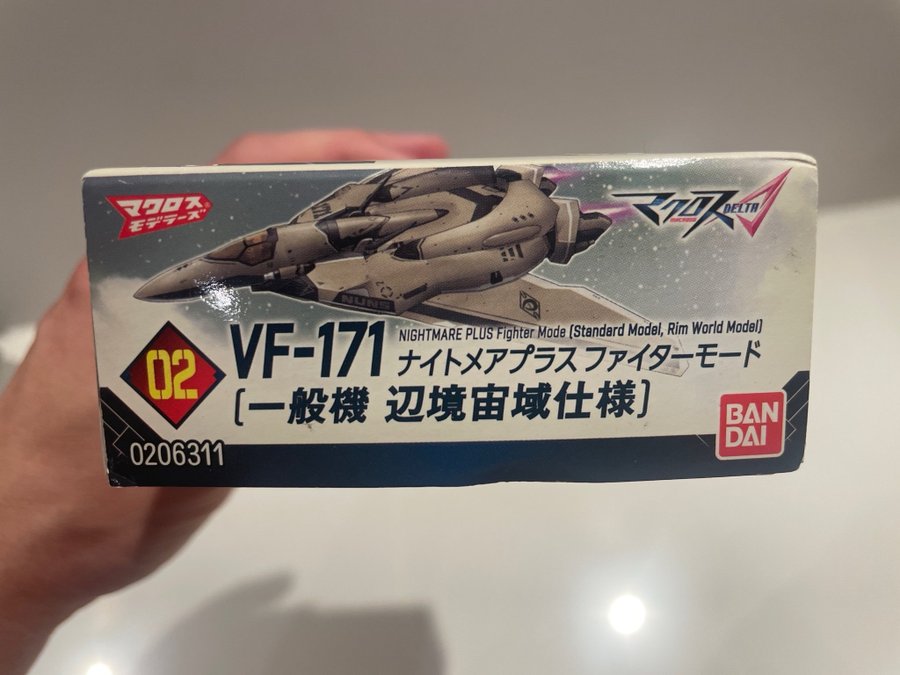 マクロス
モデラーズ
マクロス
MACROSS
DELTA
NUNS
02
VF-171
NIGHTMARE PLUS Fighter Mode (Standard Model, Rim World Model)
ナイトメアプラス ファイターモード
[一般機 辺境宙域仕様]
0206311
BAN
DAI